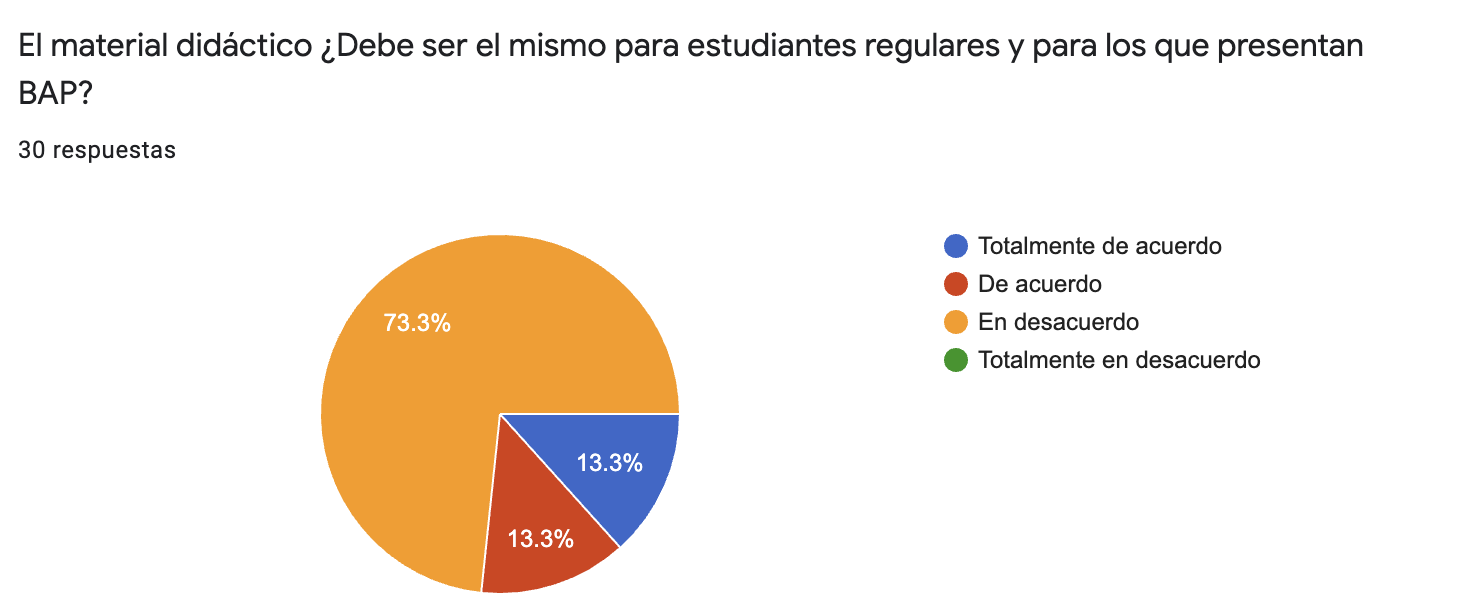 El material didáctico ¿Debe ser el mismo para estudiantes regulares y para los que presentan
BAP?
30 respuestas
Totalmente de acuerdo
De acuerdo
En desacuerdo
Totalmente en desacuerdo
73.3%
13.3%
13.3%